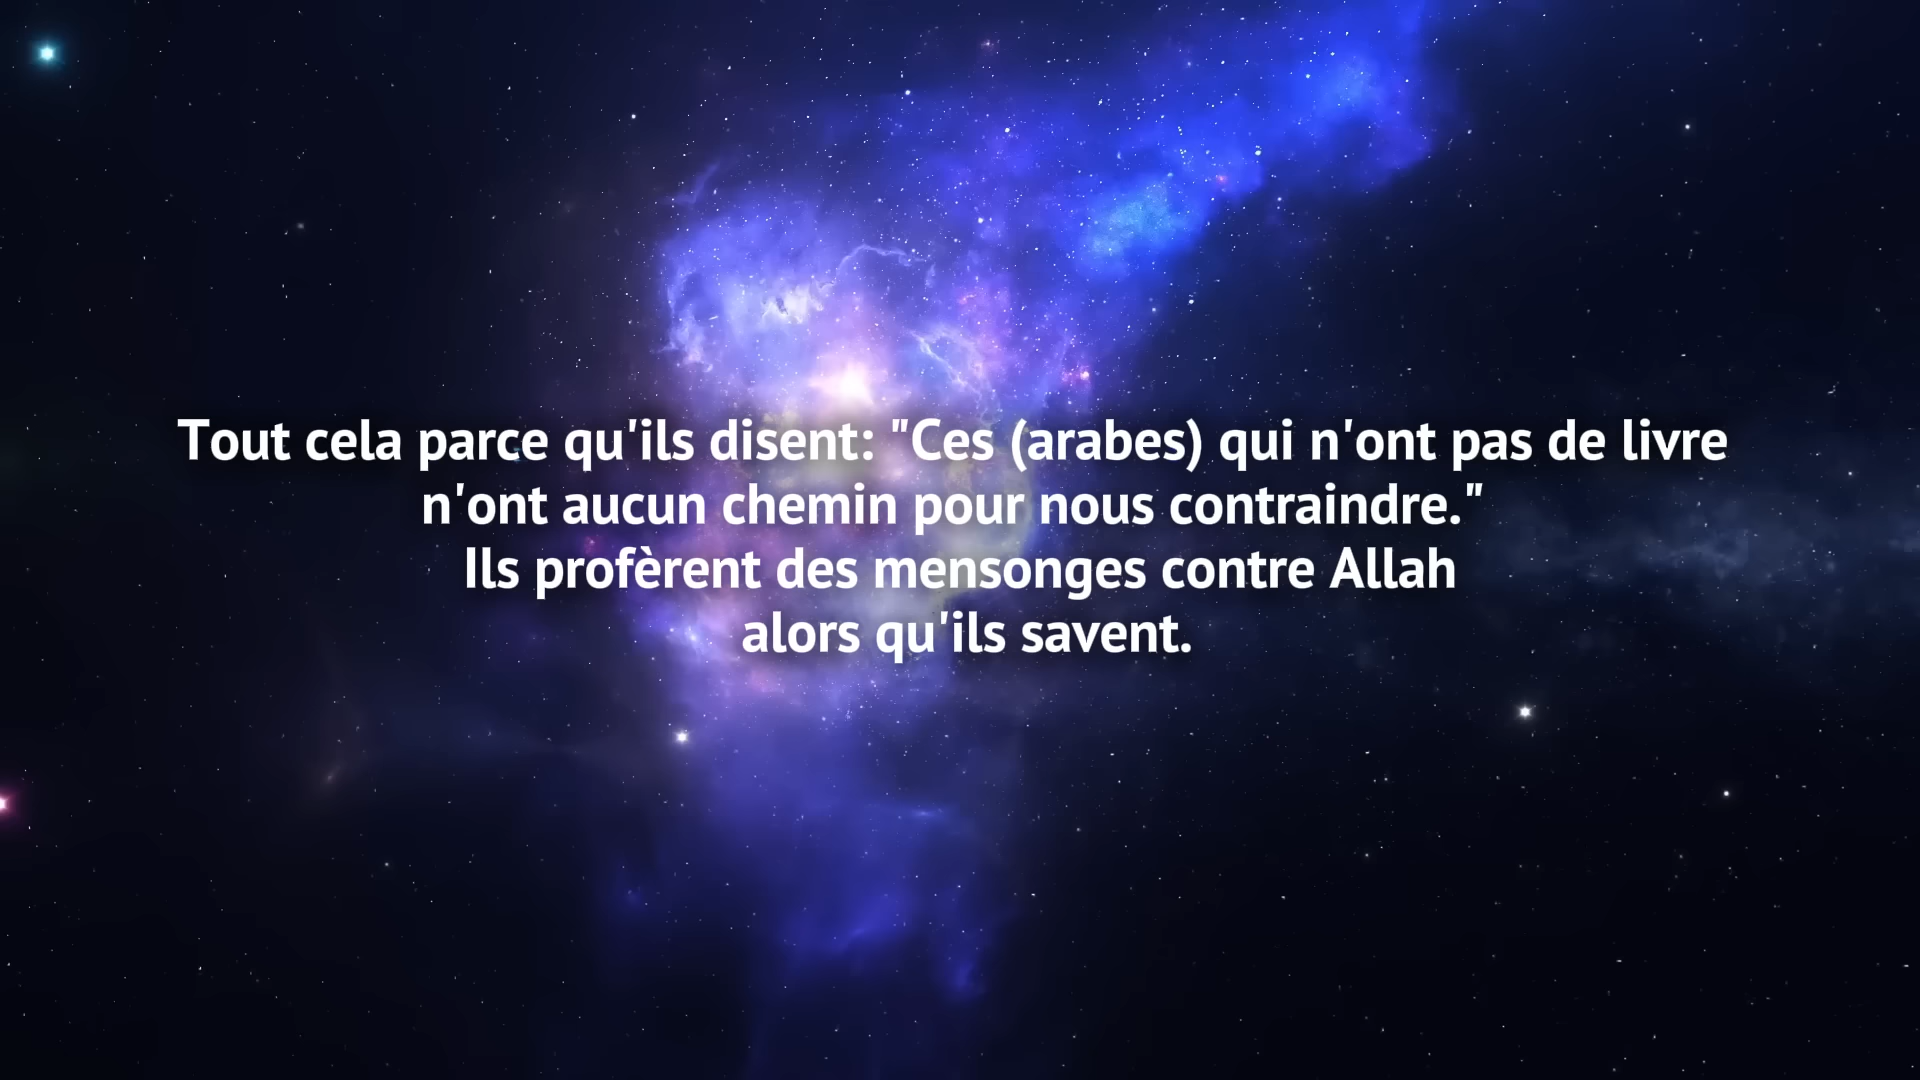 Tout cela parce qu'ils disent: "Ces (arabes) qui n'ont pas de livre
n'ont aucun chemin pour nous contraindre."
Ils profèrent des mensonges contre Allah
alors qu'ils savent.